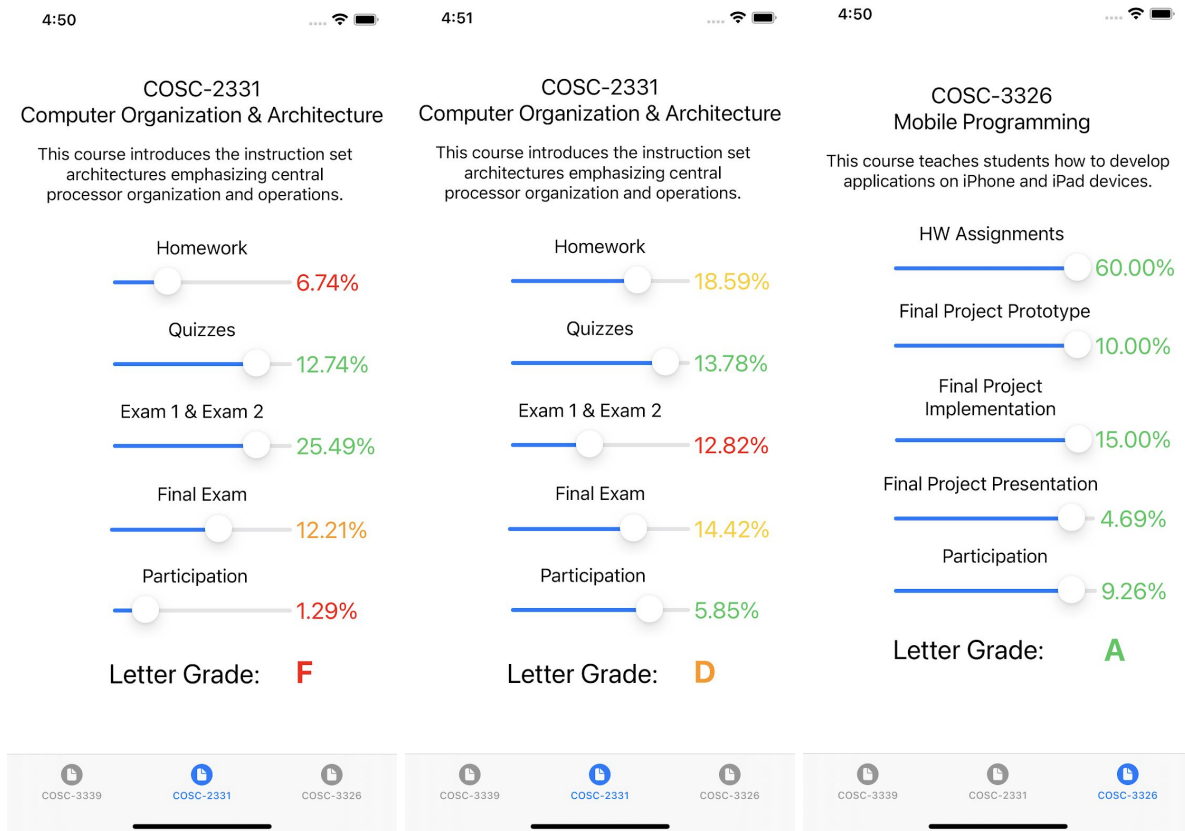 4:50
COSC-2331
Computer Organization & Architecture
This course introduces the instruction set
architectures emphasizing central
processor organization and operations.
Homework
6.74%
Quizzes
12.74%
Exam 1 & Exam 2
25.49%
Final Exam
12.21%
Participation
1.29%
Letter Grade: F
COSC-3339 COSC-2331 COSC-3326
4:51
COSC-2331
Computer Organization & Architecture
This course introduces the instruction set
architectures emphasizing central
processor organization and operations.
Homework
18.59%
Quizzes
13.78%
Exam 1 & Exam 2
12.82%
Final Exam
14.42%
Participation
5.85%
Letter Grade: D
COSC-3339 COSC-2331 COSC-3326
4:50
COSC-3326
Mobile Programming
This course teaches students how to develop
applications on iPhone and iPad devices.
HW Assignments
60.00%
Final Project Prototype
10.00%
Final Project
Implementation
15.00%
Final Project Presentation
4.69%
Participation
9.26%
Letter Grade: A
COSC-3339 COSC-2331 COSC-3326